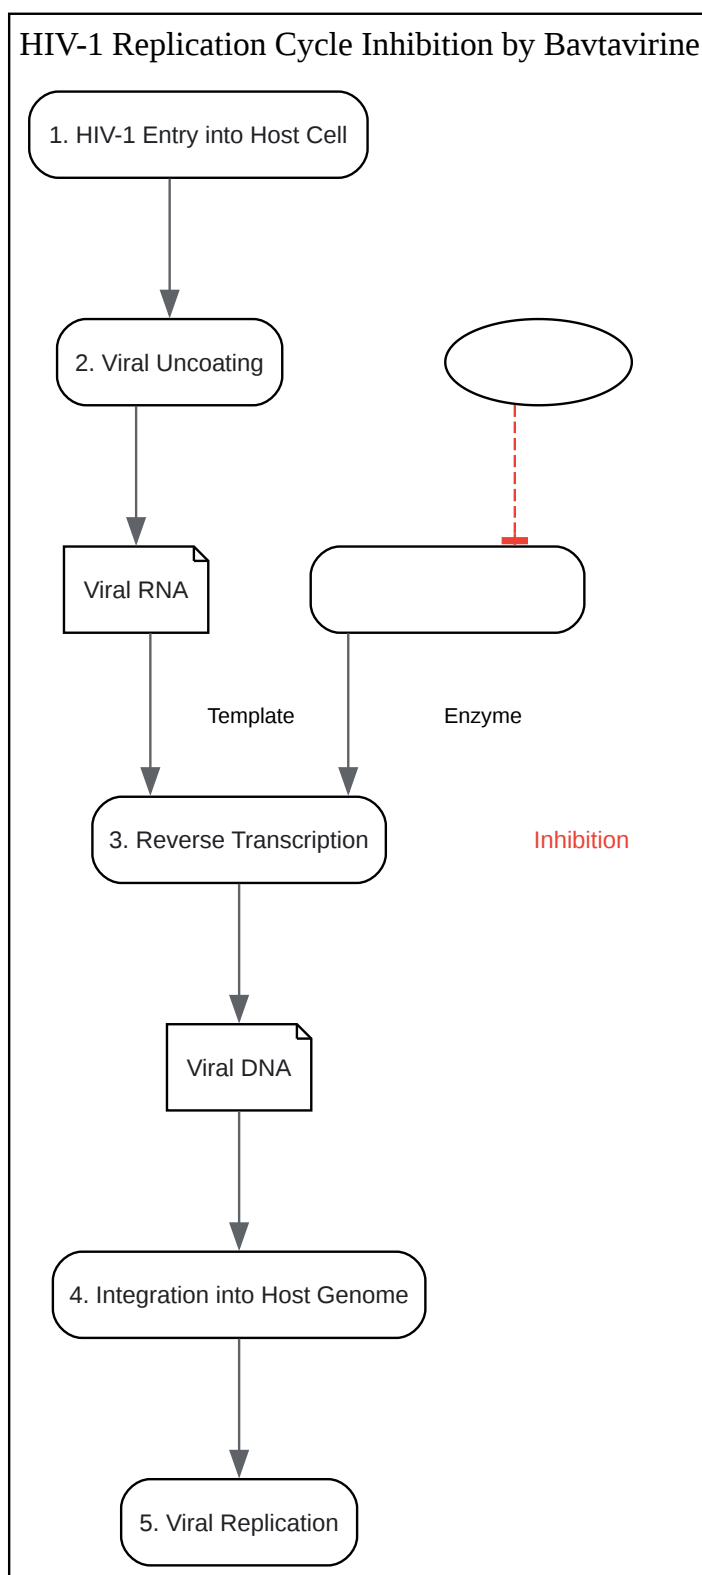 HIV-1 Replication Cycle Inhibition by Bavtavirine
1. HIV-1 Entry into Host Cell
2. Viral Uncoating
Viral RNA
Template
Enzyme
3. Reverse Transcription
Inhibition
Viral DNA
4. Integration into Host Genome
5. Viral Replication